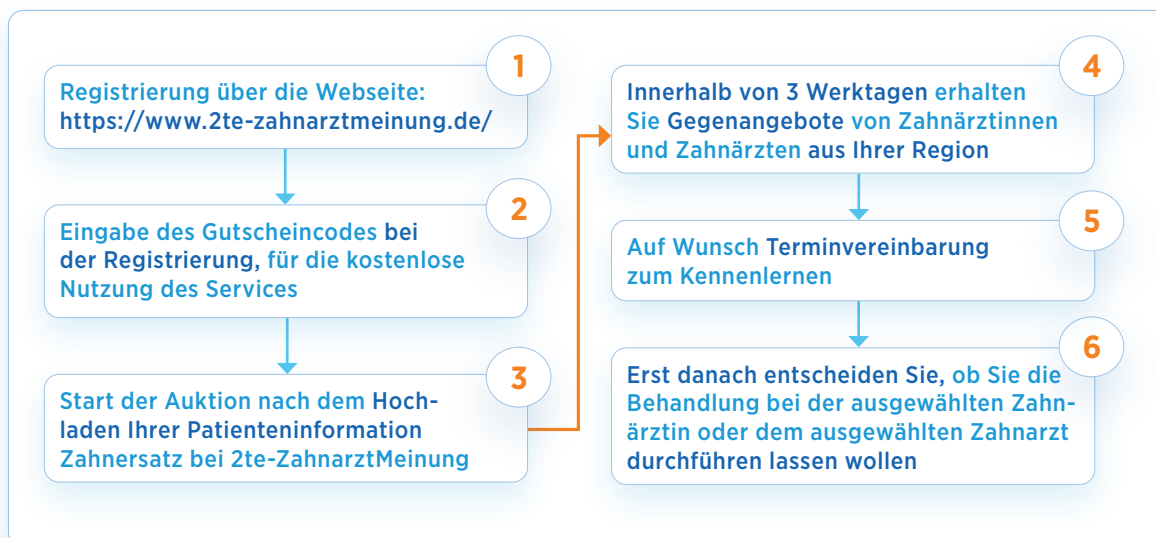 1
Registrierung über die Webseite:
https://www.2te-zahnarztmeinung.de/
2
Eingabe des Gutscheincodes bei
der Registrierung, für die kostenlose
Nutzung des Services
3
Start der Auktion nach dem Hoch-
laden Ihrer Patienteninformation
Zahnersatz bei 2te-ZahnarztMeinung
4
Innerhalb von 3 Werktagen erhalten
Sie Gegenangebote von Zahnärztinnen
und Zahnärzten aus Ihrer Region
5
Auf Wunsch Terminvereinbarung
zum Kennenlernen
6
Erst danach entscheiden Sie, ob Sie die
Behandlung bei der ausgewählten Zahn-
ärztin oder dem ausgewählten Zahnarzt
durchführen lassen wollen